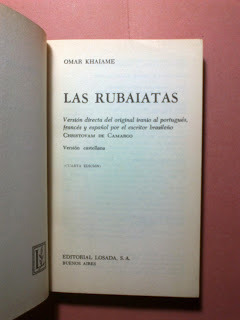 OMAR KHAIAME
LAS RUBAIATAS
Versión directa del original iranio al portugués,
francés y español por el escritor brasileño
CHRISTOVAM DE CAMARGO
Versión castellana
(CUARTA EDICIÓN)
EDITORIAL LOSADA, S.A.
BUENOS AIRES